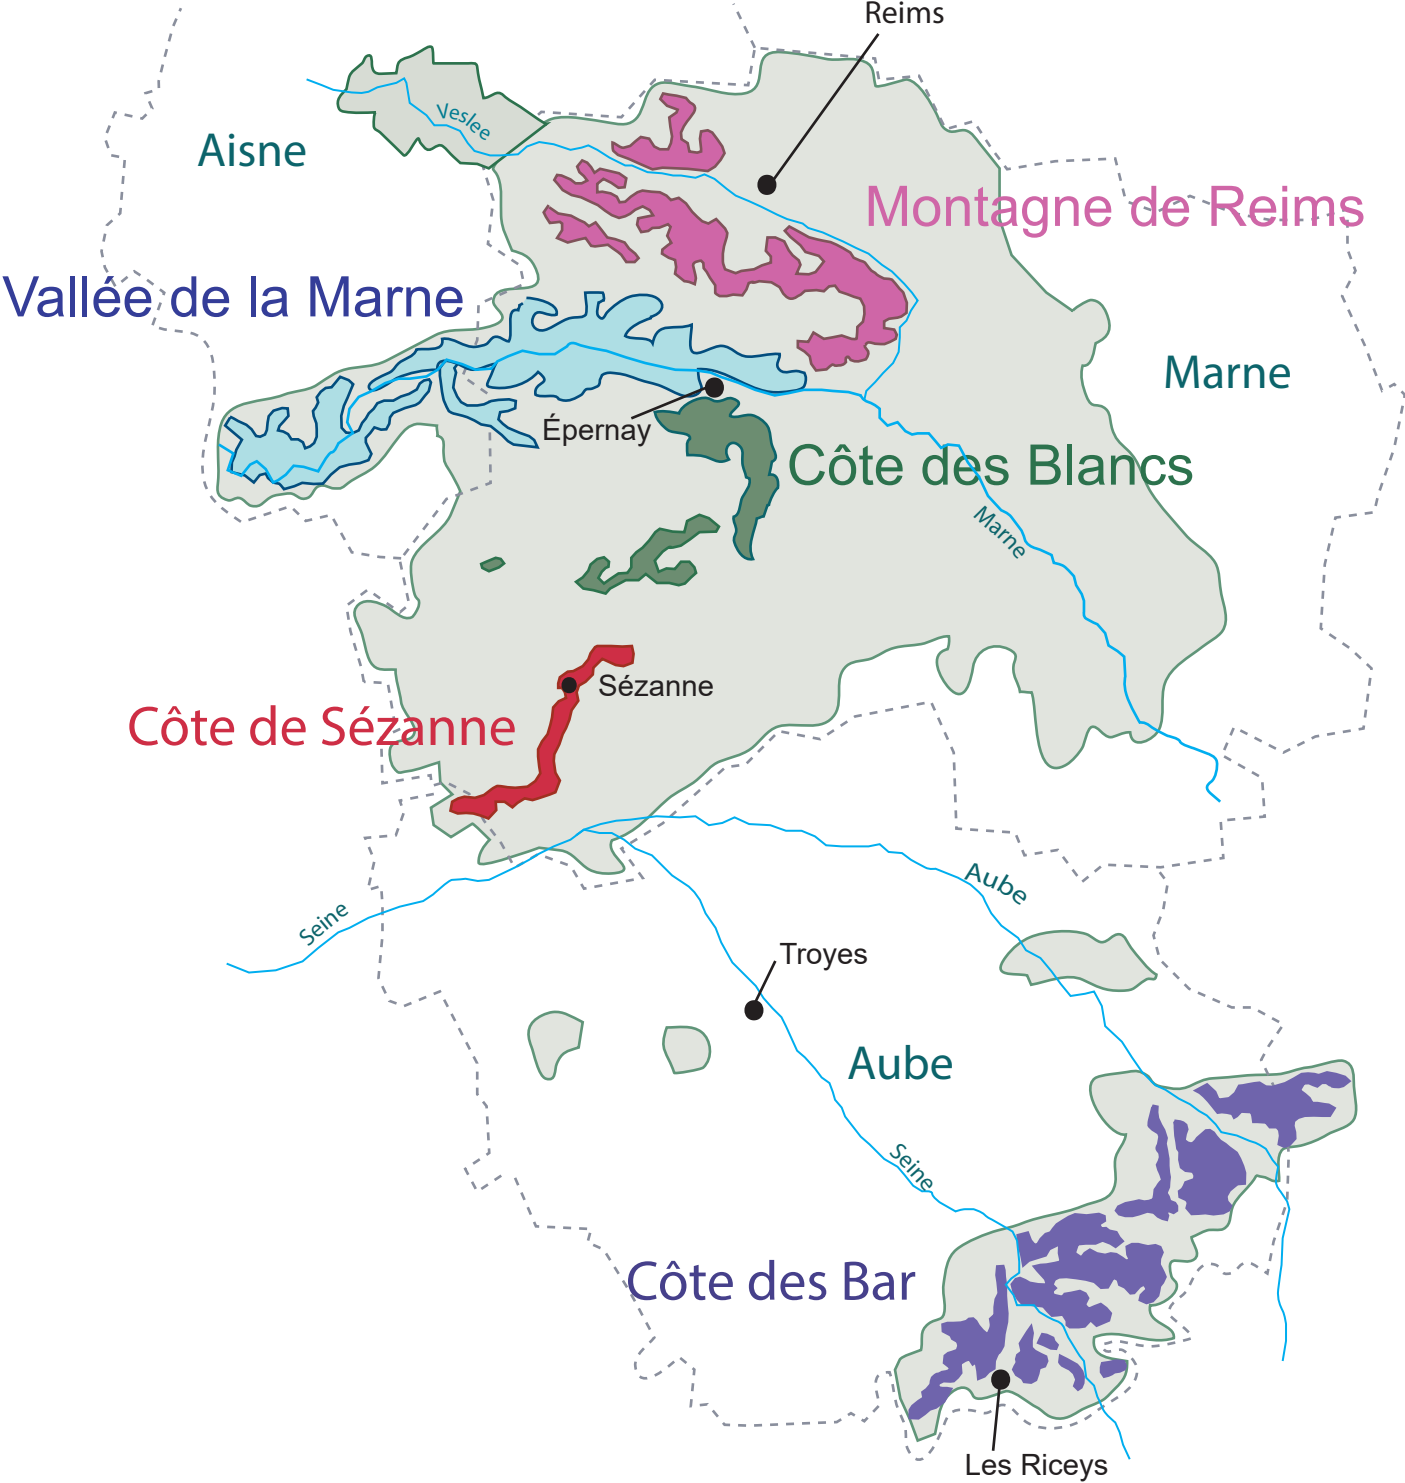 Reims
Veslee
Aisne
Montagne de Reims
Vallée de la Marne
Marne
Épernay
Côte des Blancs
Marne
Sézanne
Côte de Sézanne
Aube
Seine
Troyes
Aube
Seine
Côte des Bar
Les Riceys